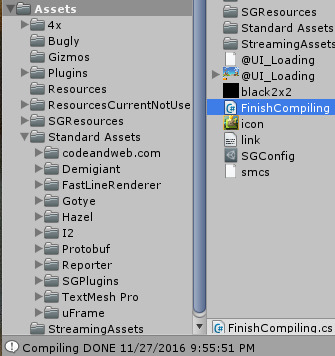 Assets
4x
Bugly
Gizmos
Plugins
Resources
ResourcesCurrentNotUse
SGResources
Standard Assets
codeandweb.com
Demigiant
FastLineRenderer
Gotye
Hazel
I2
Protobuf
Reporter
SGPlugins
TextMesh Pro
uFrame
StreamingAssets
SGResources
Standard Assets
StreamingAssets
@UI_Loading
@UI_Loading
black2x2
FinishCompiling
icon
link
SGConfig
smcs
FinishCompiling.cs
Compiling DONE 11/27/2016 9:55:51 PM